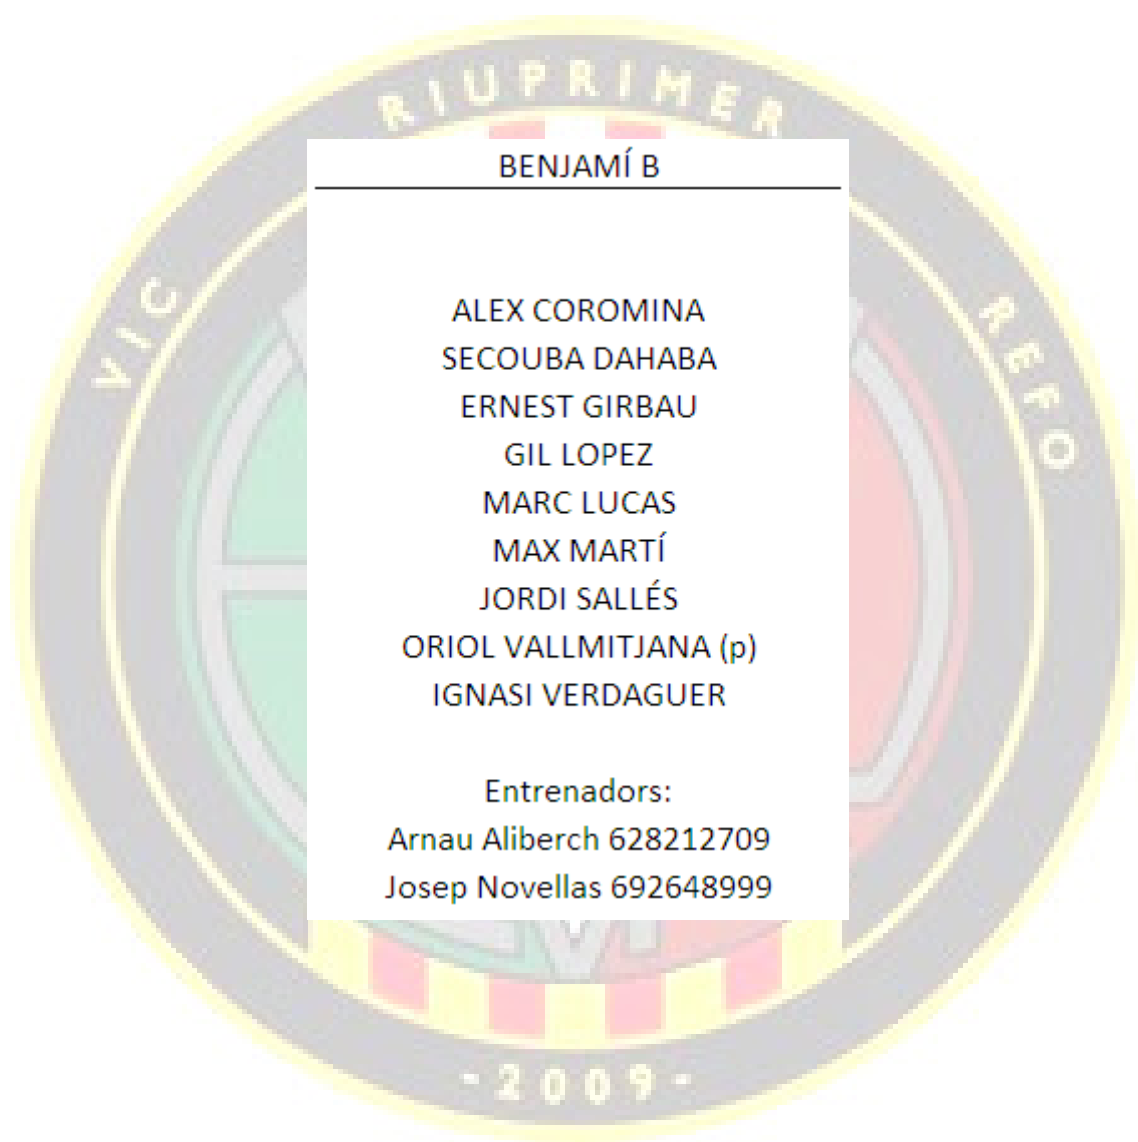 RIUPRIMER
VIC
REFO
BENJAMÍ B
ALEX COROMINA
SECOUBA DAHABA
ERNEST GIRBAU
GIL LOPEZ
MARC LUCAS
MAX MARTÍ
JORDI SALLÉS
ORIOL VALLMITJANA (p)
IGNASI VERDAGUER
Entrenadors:
Arnau Aliberch 628212709
Josep Novellas 692648999
-2009-